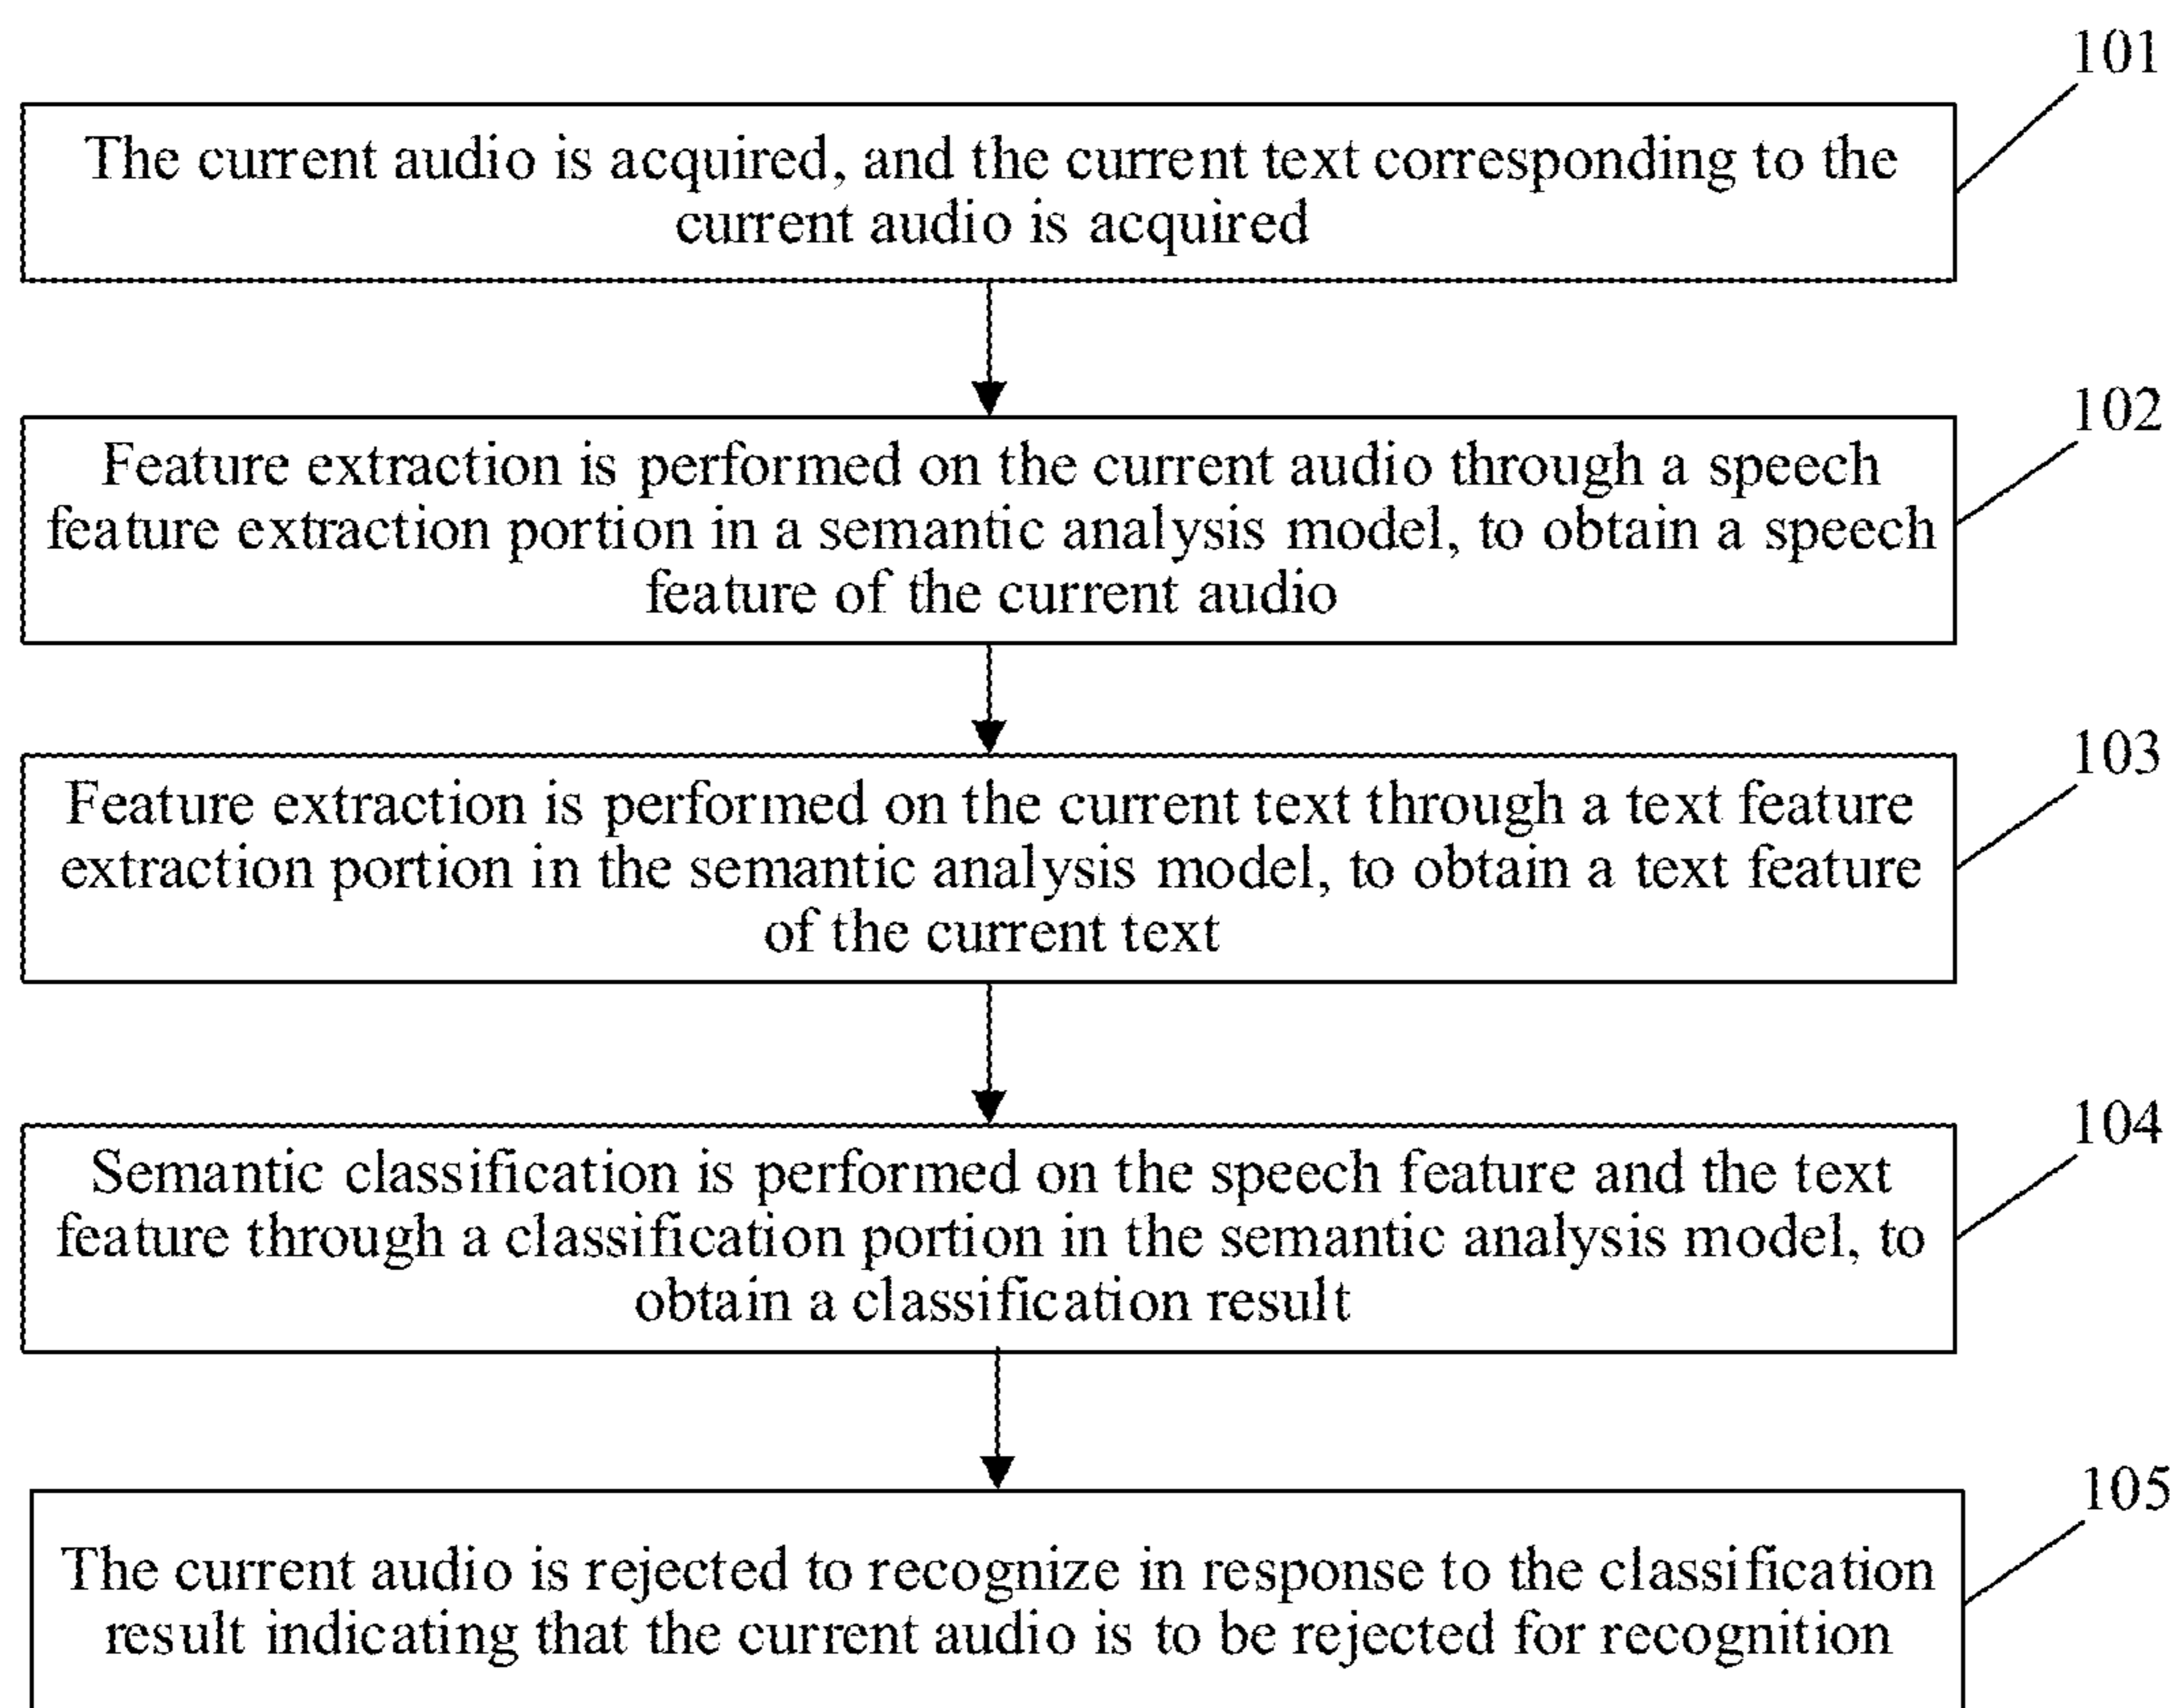 101
The current audio is acquired, and the current text corresponding to the
current audio is acquired
102
Feature extraction is performed on the current audio through a speech
feature extraction portion in a semantic analysis model, to obtain a speech
feature of the current audio
103
Feature extraction is performed on the current text through a text feature
extraction portion in the semantic analysis model, to obtain a text feature
of the current text
104
Semantic classification is performed on the speech feature and the text
feature through a classification portion in the semantic analysis model, to
obtain a classification result
105
The current audio is rejected to recognize in response to the classification
result indicating that the current audio is to be rejected for recognition